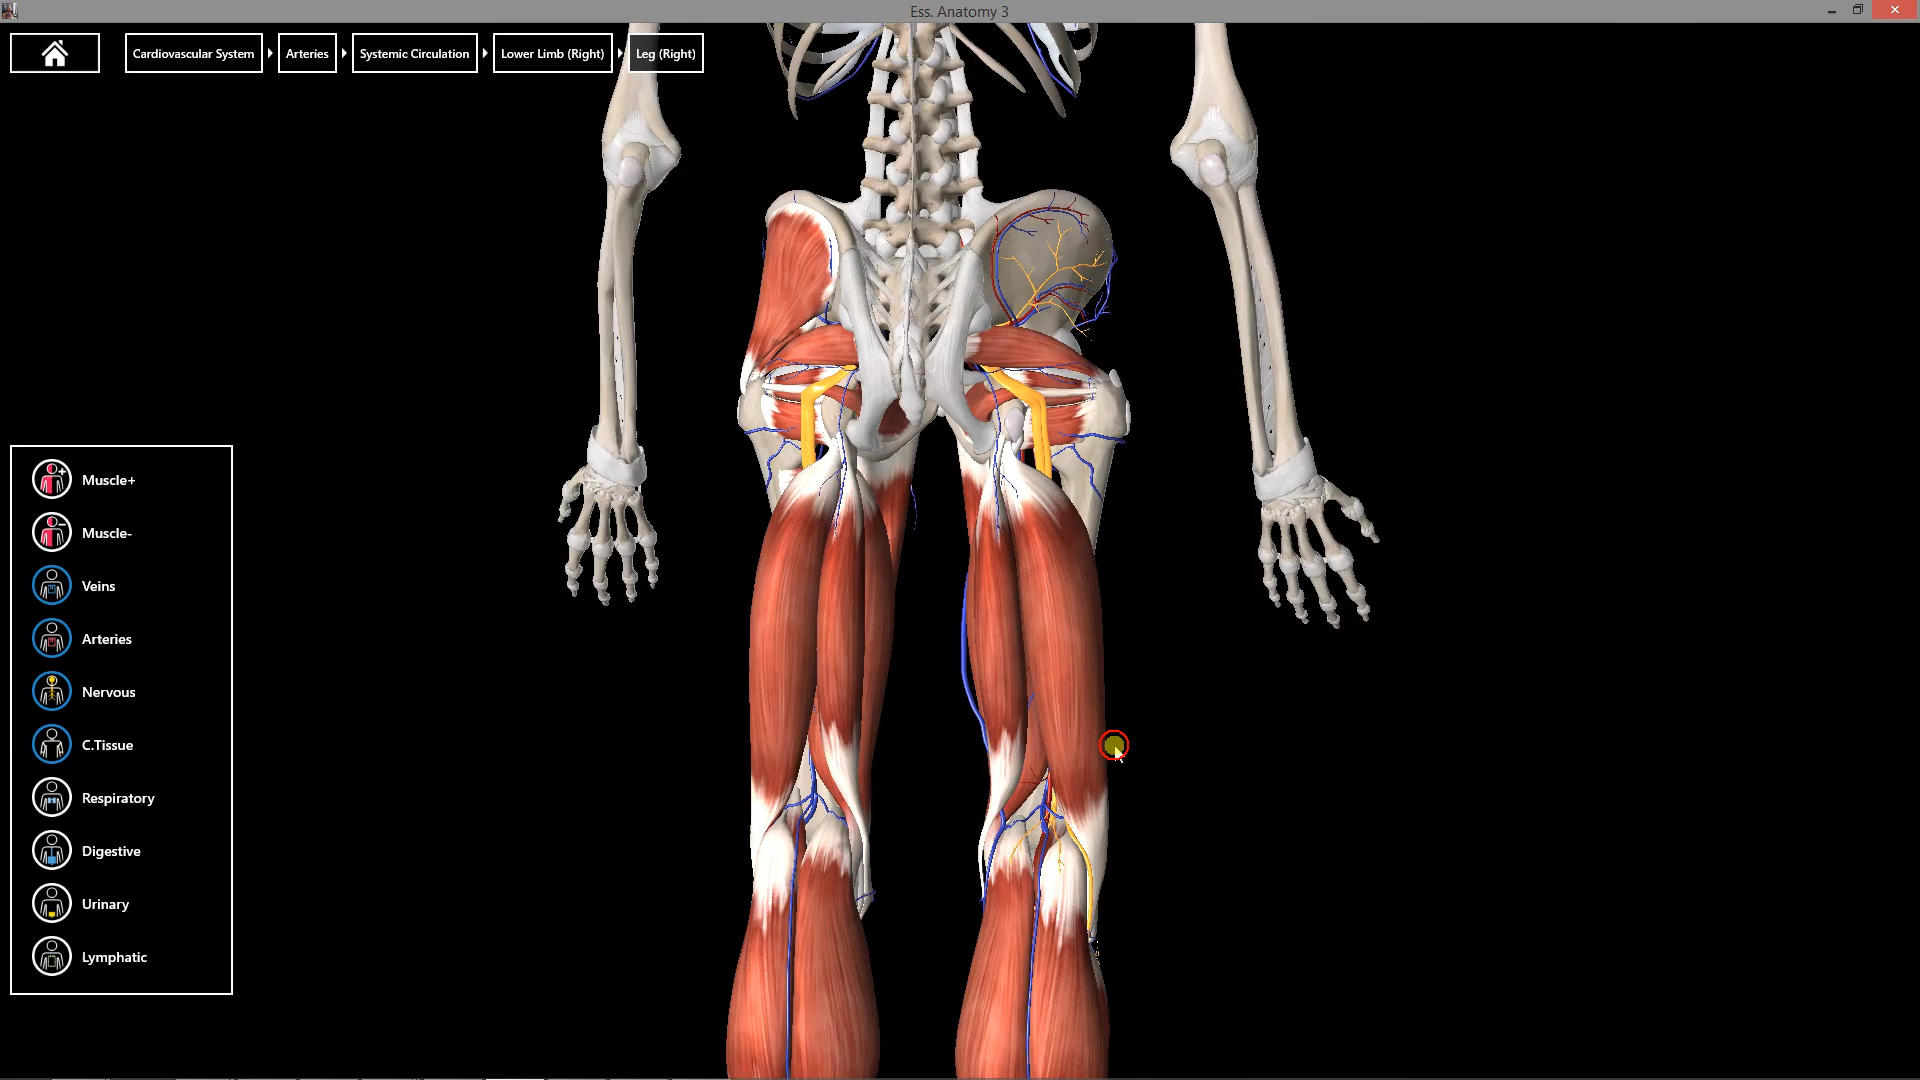 Ess. Anatomy 3
Cardiovascular System
Arteries
Systemic Circulation
Lower Limb (Right)
Leg (Right)
Muscle+
Muscle-
Veins
Arteries
Nervous
C.Tissue
Respiratory
Digestive
Urinary
Lymphatic